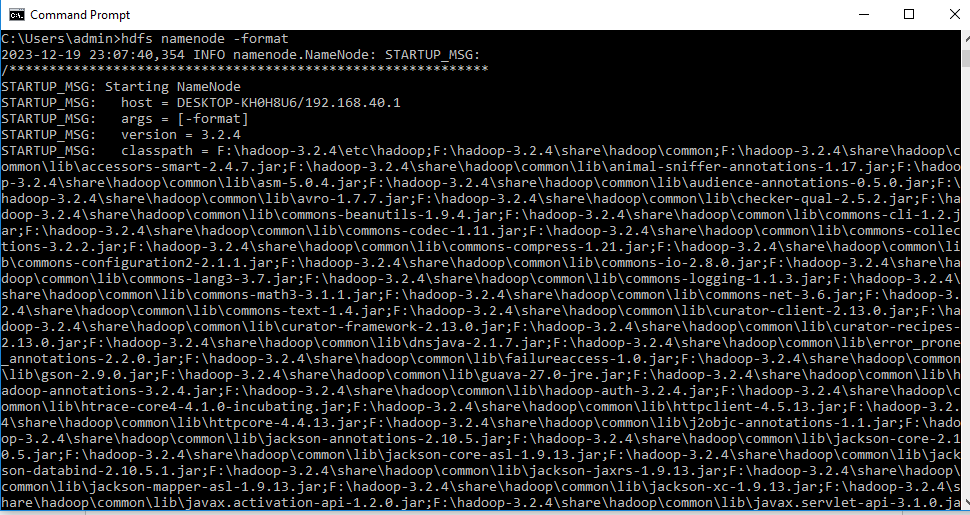 Command Prompt
C:\Users\admin>hdfs namenode -format
2023-12-19 23:07:40,354 INFO namenode.NameNode: STARTUP_MSG:
/************************************************************
STARTUP_MSG: Starting NameNode
STARTUP_MSG:   host = DESKTOP-KH0H8U6/192.168.40.1
STARTUP_MSG:   args = [-format]
STARTUP_MSG:   version = 3.2.4
STARTUP_MSG:   classpath = F:\hadoop-3.2.4\etc\hadoop;F:\hadoop-3.2.4\share\hadoop\common;F:\hadoop-3.2.4\share\hadoop\c
ommon\lib\accessors-smart-2.4.7.jar;F:\hadoop-3.2.4\share\hadoop\common\lib\animal-sniffer-annotations-1.17.jar;F:\hadoo
p-3.2.4\share\hadoop\common\lib\asm-5.0.4.jar;F:\hadoop-3.2.4\share\hadoop\common\lib\audience-annotations-0.5.0.jar;F:\
hadoop-3.2.4\share\hadoop\common\lib\avro-1.7.7.jar;F:\hadoop-3.2.4\share\hadoop\common\lib\checker-qual-2.5.2.jar;F:\ha
doop-3.2.4\share\hadoop\common\lib\commons-beanutils-1.9.4.jar;F:\hadoop-3.2.4\share\hadoop\common\lib\commons-cli-1.2.j
ar;F:\hadoop-3.2.4\share\hadoop\common\lib\commons-codec-1.11.jar;F:\hadoop-3.2.4\share\hadoop\common\lib\commons-collec
tions-3.2.2.jar;F:\hadoop-3.2.4\share\hadoop\common\lib\commons-compress-1.21.jar;F:\hadoop-3.2.4\share\hadoop\common\li
b\commons-configuration2-2.1.1.jar;F:\hadoop-3.2.4\share\hadoop\common\lib\commons-io-2.8.0.jar;F:\hadoop-3.2.4\share\ha
doop\common\lib\commons-lang3-3.7.jar;F:\hadoop-3.2.4\share\hadoop\common\lib\commons-logging-1.1.3.jar;F:\hadoop-3.2.4\
share\hadoop\common\lib\commons-math3-3.1.1.jar;F:\hadoop-3.2.4\share\hadoop\common\lib\commons-net-3.6.jar;F:\hadoop-3.
2.4\share\hadoop\common\lib\commons-text-1.4.jar;F:\hadoop-3.2.4\share\hadoop\common\lib\curator-client-2.13.0.jar;F:\ha
doop-3.2.4\share\hadoop\common\lib\curator-framework-2.13.0.jar;F:\hadoop-3.2.4\share\hadoop\common\lib\curator-recipes-
2.13.0.jar;F:\hadoop-3.2.4\share\hadoop\common\lib\dnsjava-2.1.7.jar;F:\hadoop-3.2.4\share\hadoop\common\lib\error_prone
_annotations-2.2.0.jar;F:\hadoop-3.2.4\share\hadoop\common\lib\failureaccess-1.0.jar;F:\hadoop-3.2.4\share\hadoop\common
\lib\gson-2.9.0.jar;F:\hadoop-3.2.4\share\hadoop\common\lib\guava-27.0-jre.jar;F:\hadoop-3.2.4\share\hadoop\common\lib\h
adoop-annotations-3.2.4.jar;F:\hadoop-3.2.4\share\hadoop\common\lib\hadoop-auth-3.2.4.jar;F:\hadoop-3.2.4\share\hadoop\c
ommon\lib\htrace-core4-4.1.0-incubating.jar;F:\hadoop-3.2.4\share\hadoop\common\lib\httpclient-4.5.13.jar;F:\hadoop-3.2.
4\share\hadoop\common\lib\httpcore-4.4.13.jar;F:\hadoop-3.2.4\share\hadoop\common\lib\j2objc-annotations-1.1.jar;F:\hado
op-3.2.4\share\hadoop\common\lib\jackson-annotations-2.10.5.jar;F:\hadoop-3.2.4\share\hadoop\common\lib\jackson-core-2.1
0.5.jar;F:\hadoop-3.2.4\share\hadoop\common\lib\jackson-core-asl-1.9.13.jar;F:\hadoop-3.2.4\share\hadoop\common\lib\jack
son-databind-2.10.5.1.jar;F:\hadoop-3.2.4\share\hadoop\common\lib\jackson-jaxrs-1.9.13.jar;F:\hadoop-3.2.4\share\hadoop\
common\lib\jackson-mapper-asl-1.9.13.jar;F:\hadoop-3.2.4\share\hadoop\common\lib\jackson-xc-1.9.13.jar;F:\hadoop-3.2.4\s
hare\hadoop\common\lib\javax.activation-api-1.2.0.jar;F:\hadoop-3.2.4\share\hadoop\common\lib\javax.servlet-api-3.1.0.ja